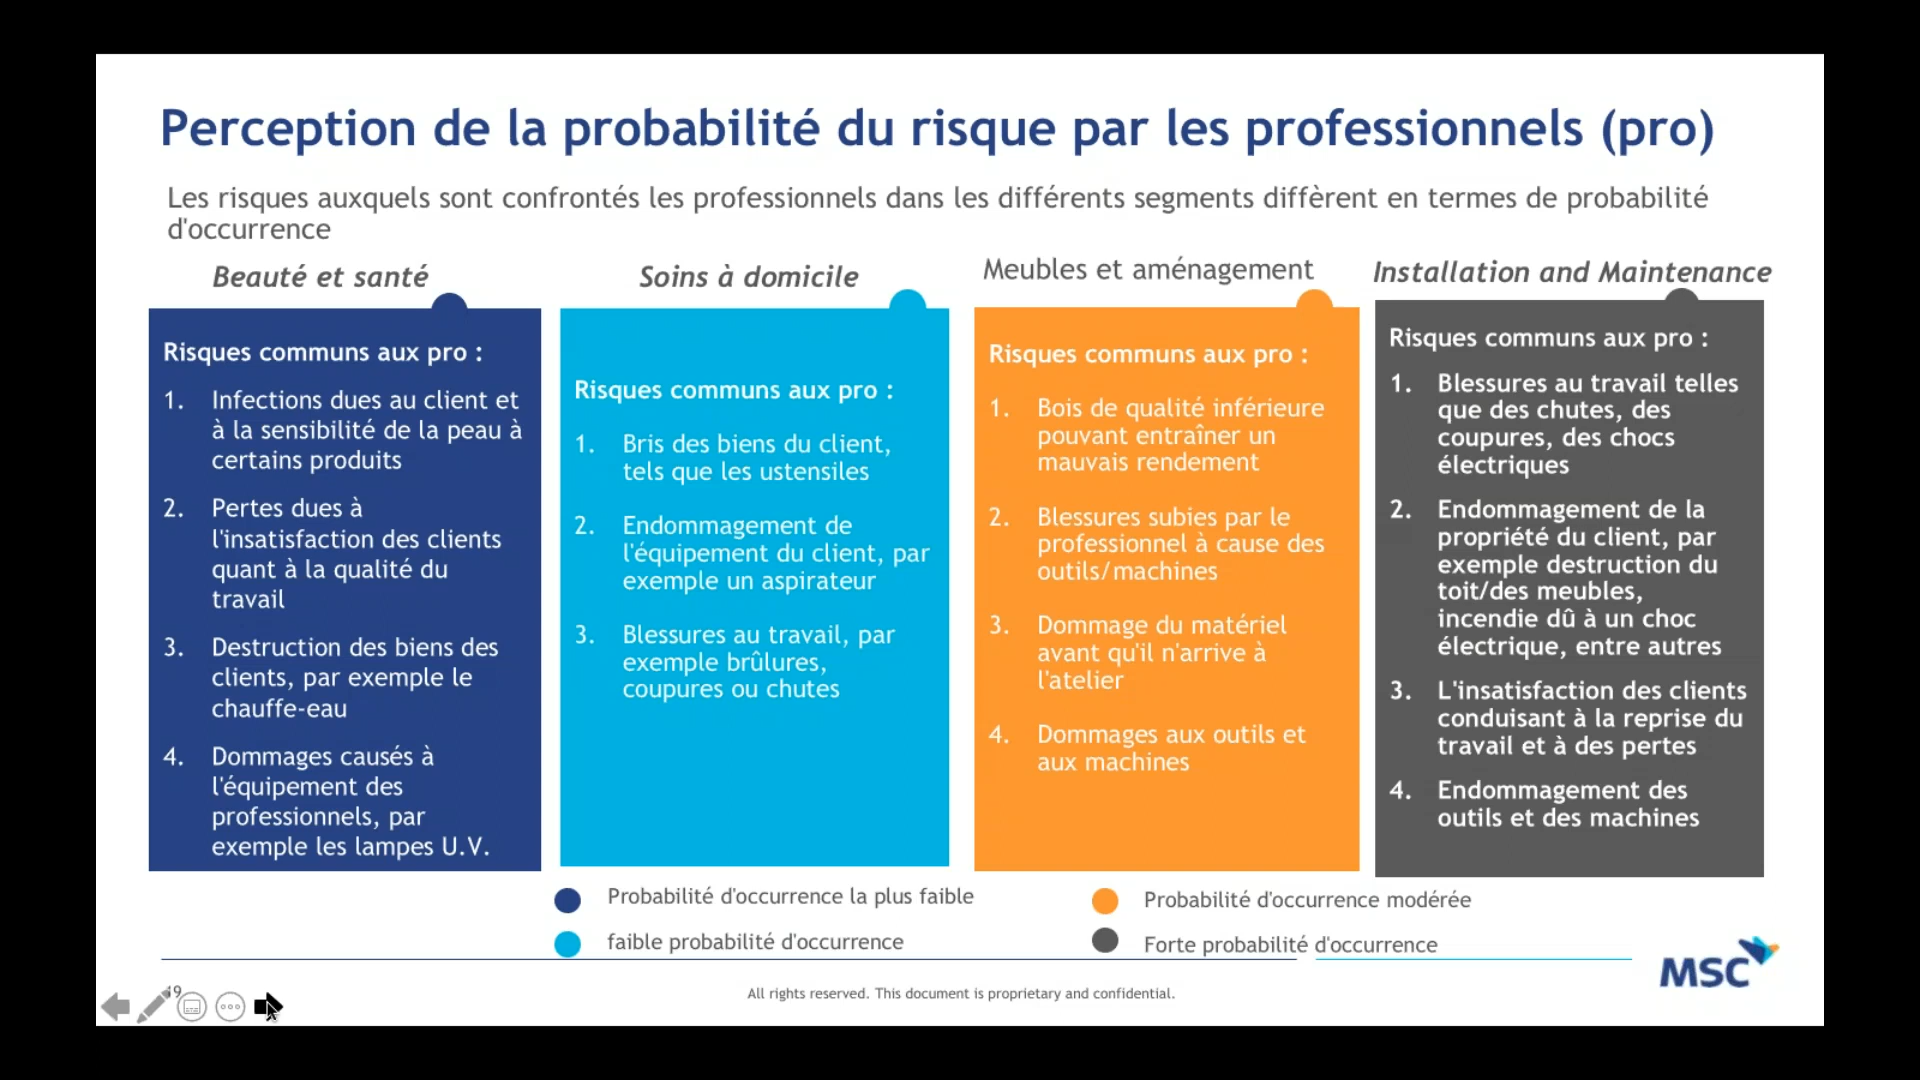 Perception de la probabilité du risque par les professionnels (pro)
Les risques auxquels sont confrontés les professionnels dans les différents segments diffèrent en termes de probabilité
d'occurrence
Beauté et santé
Risques communs aux pro :
1. Infections dues au client et
à la sensibilité de la peau à
certains produits
2. Pertes dues à
l'insatisfaction des clients
quant à la qualité du
travail
3. Destruction des biens des
clients, par exemple le
chauffe-eau
4. Dommages causés à
l'équipement des
professionnels, par
exemple les lampes U.V.
Soins à domicile
Risques communs aux pro :
1. Bris des biens du client,
tels que les ustensiles
2. Endommagement de
l'équipement du client, par
exemple un aspirateur
3. Blessures au travail, par
exemple brûlures,
coupures ou chutes
Meubles et aménagement
Risques communs aux pro :
1. Bois de qualité inférieure
pouvant entraîner un
mauvais rendement
2. Blessures subies par le
professionnel à cause des
outils/machines
3. Dommage du matériel
avant qu'il n'arrive à
l'atelier
4. Dommages aux outils et
aux machines
Installation and Maintenance
Risques communs aux pro :
1. Blessures au travail telles
que des chutes, des
coupures, des chocs
électriques
2. Endommagement de la
propriété du client, par
exemple destruction du
toit/des meubles,
incendie dû à un choc
électrique, entre autres
3. L'insatisfaction des clients
conduisant à la reprise du
travail et à des pertes
4. Endommagement des
outils et des machines
Probabilité d'occurrence la plus faible
faible probabilité d'occurrence
Probabilité d'occurrence modérée
Forte probabilité d'occurrence
MSC
All rights reserved. This document is proprietary and confidential.